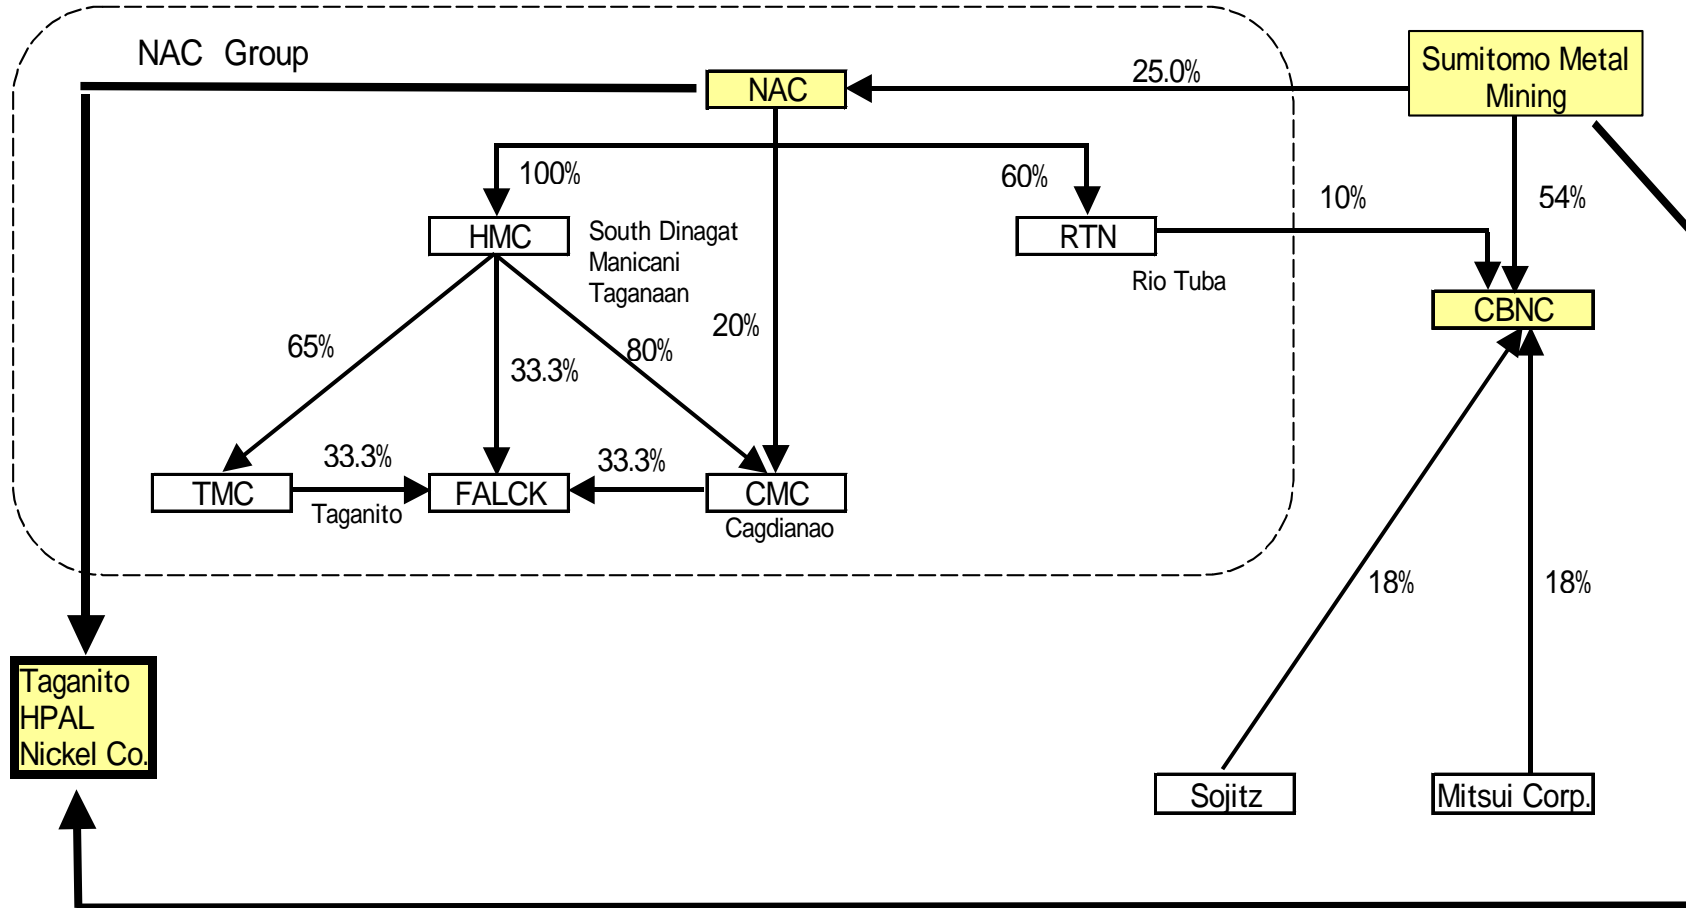 NAC Group
NAC
25.0%
Sumitomo Metal
Mining
100%
60%
10%
54%
HMC
South Dinagat
Manicani
Taganaan
RTN
Rio Tuba
CBNC
65%
33.3%
80%
20%
33.3%
33.3%
TMC
Taganito
FALCK
CMC
Cagdianao
18%
18%
Taganito
HPAL
Nickel Co.
Sojitz
Mitsui Corp.